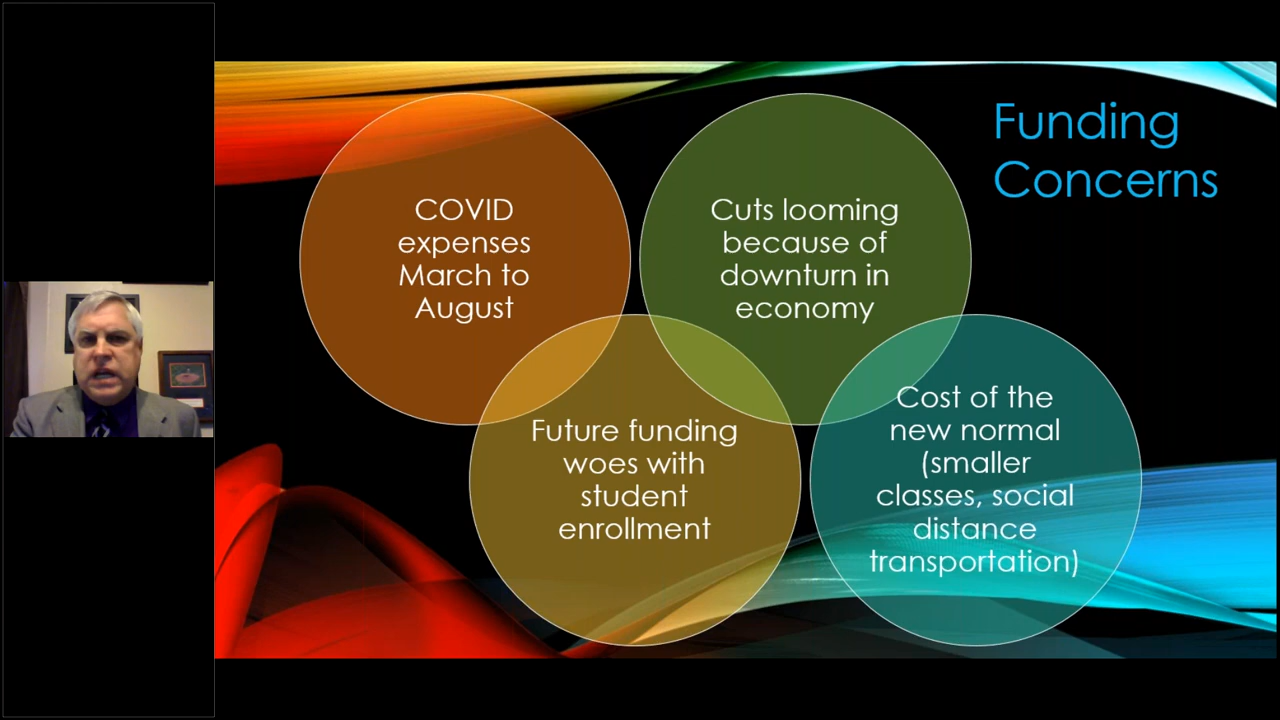 Funding
Concerns
COVID
expenses
March to
August
Cuts looming
because of
downturn in
economy
Future funding
woes with
student
enrollment
Cost of the
new normal
(smaller
classes, social
distance
transportation)